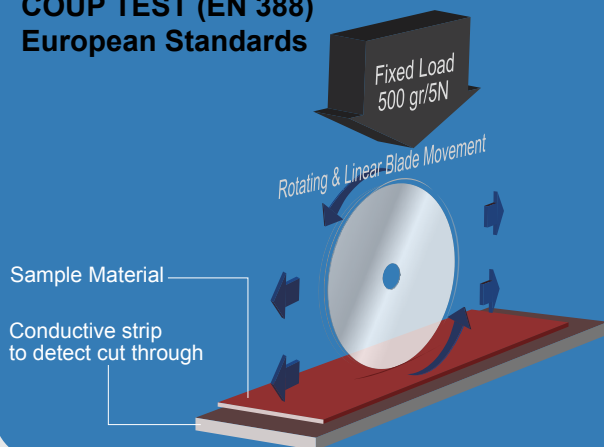 COUP TEST (EN 388)
European Standards
Fixed Load
500 gr/5N
Rotating & Linear Blade Movement
Sample Material
Conductive strip
to detect cut through